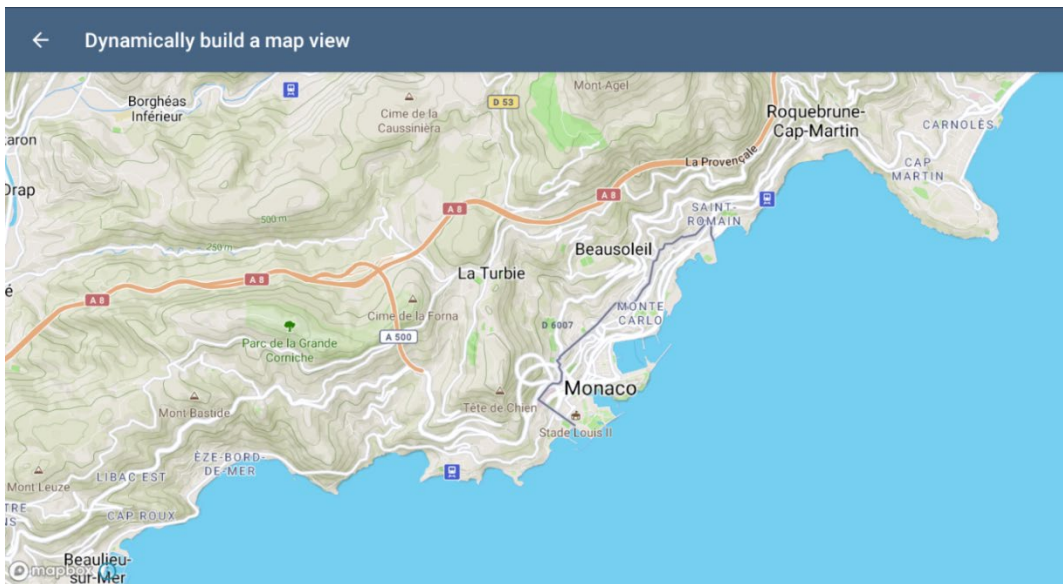 Dynamically build a map view
Borghéas
Inférieur
Cime de la
Caussinièra
D 53
Mont Agel
Roquebrune-
Cap-Martin
CARNOLÈS
aron
La Provençale
CAP
MARTIN
Drap
A 8
SAINT-
ROMAIN
A 8
500 m
250 m
Beausoleil
La Turbie
A 8
é
A 8
Cime de la Forna
MONTE
CARLO
D 6007
A 500
Parc de la Grande
Corniche
Monaco
Mont Bastide
Tête de Chien
Stade Louis II
ÈZE-BORD-
DE-MER
LIBAC EST
Mont Leuze
TRE
NS
CAP ROUX
Beaulieu-
sur-Mer
mapbox